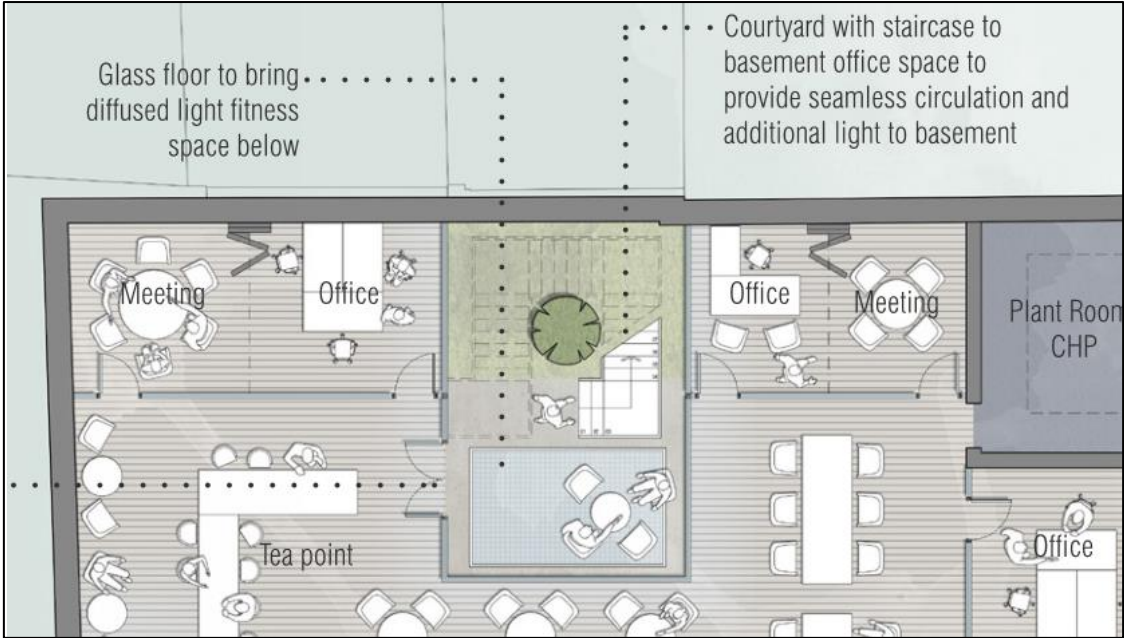 Glass floor to bring
diffused light fitness
space below
Courtyard with staircase to
basement office space to
provide seamless circulation and
additional light to basement
Meeting
Office
Office
Meeting
Plant Room
CHP
Tea point
Office